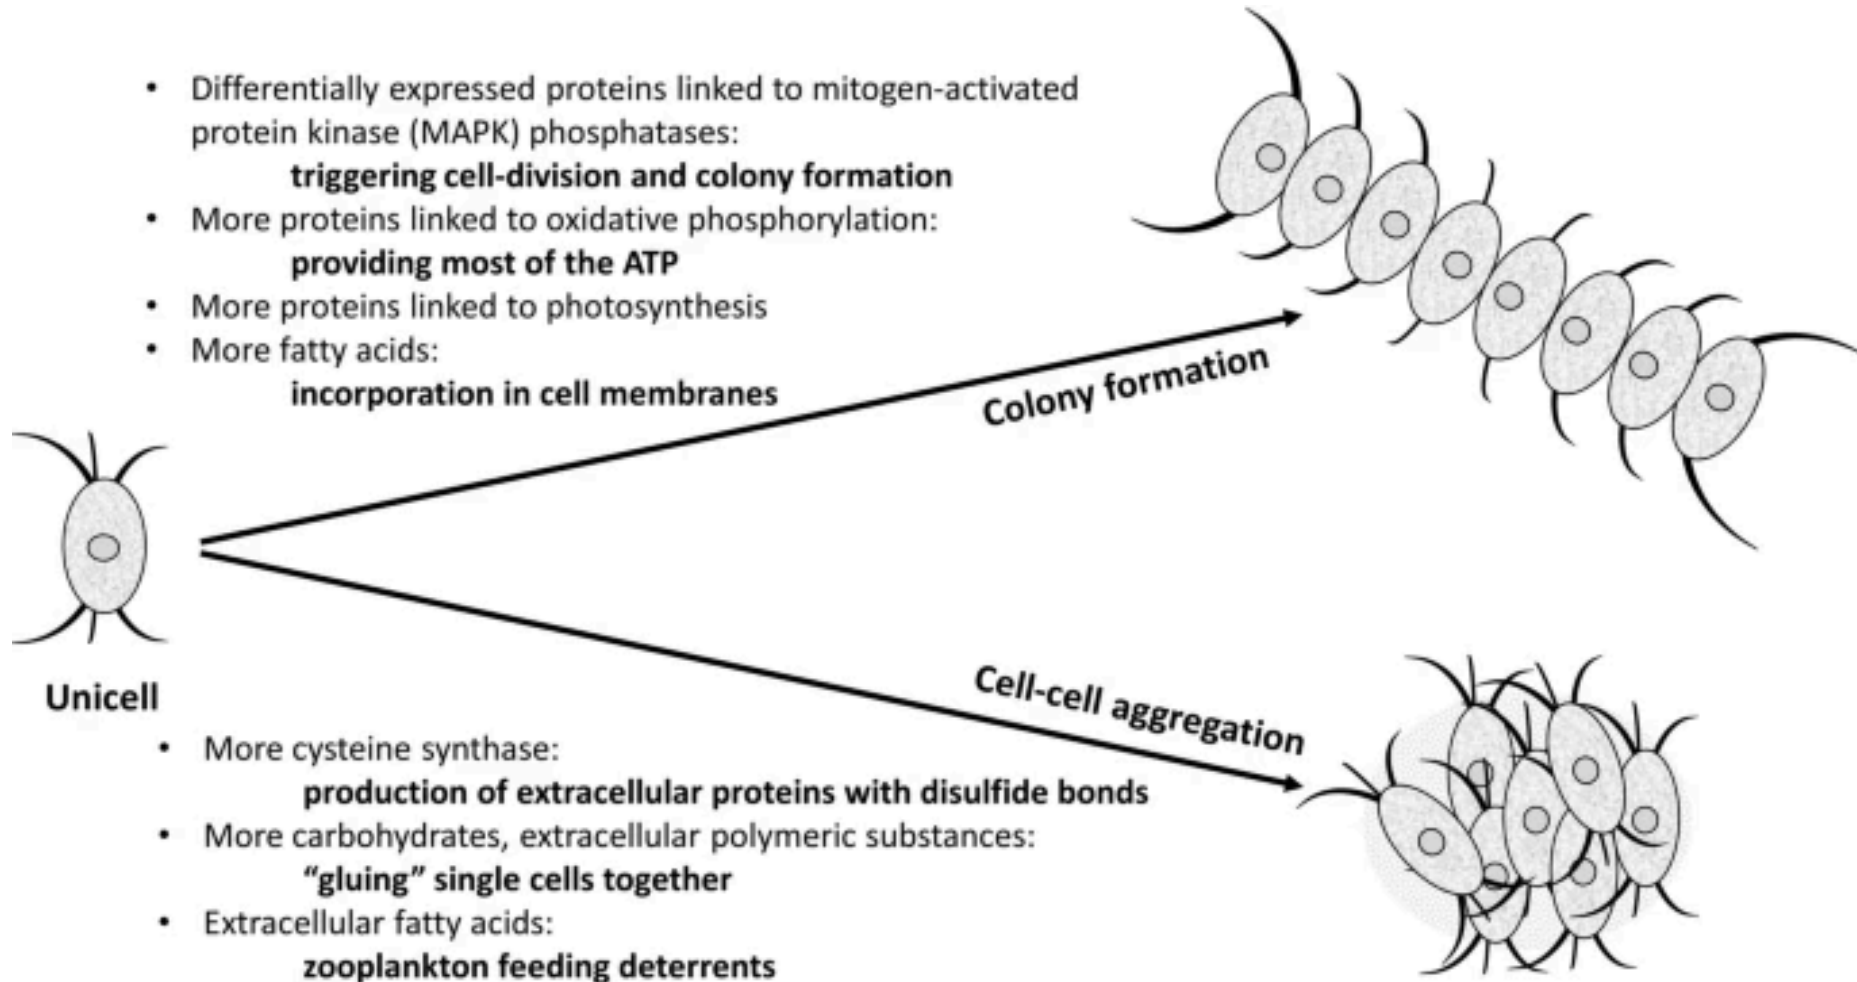 • Differentially expressed proteins linked to mitogen-activated
protein kinase (MAPK) phosphatases:
triggering cell-division and colony formation
• More proteins linked to oxidative phosphorylation:
providing most of the ATP
• More proteins linked to photosynthesis
• More fatty acids:
incorporation in cell membranes
Colony formation
Unicell
Cell-cell aggregation
• More cysteine synthase:
production of extracellular proteins with disulfide bonds
• More carbohydrates, extracellular polymeric substances:
“gluing” single cells together
• Extracellular fatty acids:
zooplankton feeding deterrents